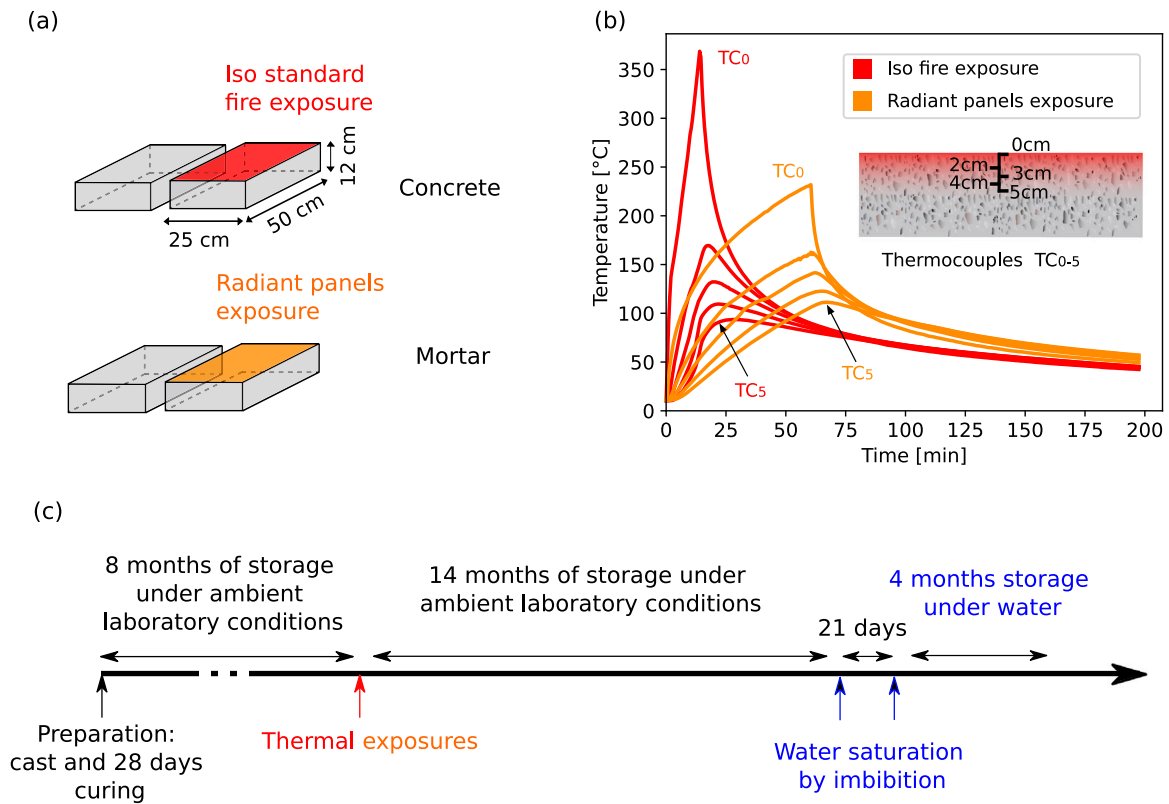 (a)
Iso standard
fire exposure
12 cm
50 cm
25 cm
Concrete
Radiant panels
exposure
Mortar
(b)
Temperature [°C]
350
300
250
200
150
100
50
0
0 25 50 75 100 125 150 175 200
Time [min]
TC0
TC0
TC5
TC5
Iso fire exposure
Radiant panels exposure
0cm
2cm
3cm
4cm
5cm
Thermocouples TC0-5
(c)
8 months of storage
under ambient
laboratory conditions
14 months of storage under
ambient laboratory conditions
21 days
4 months storage
under water
Preparation:
cast and 28 days
curing
Thermal exposures
Water saturation
by imbibition